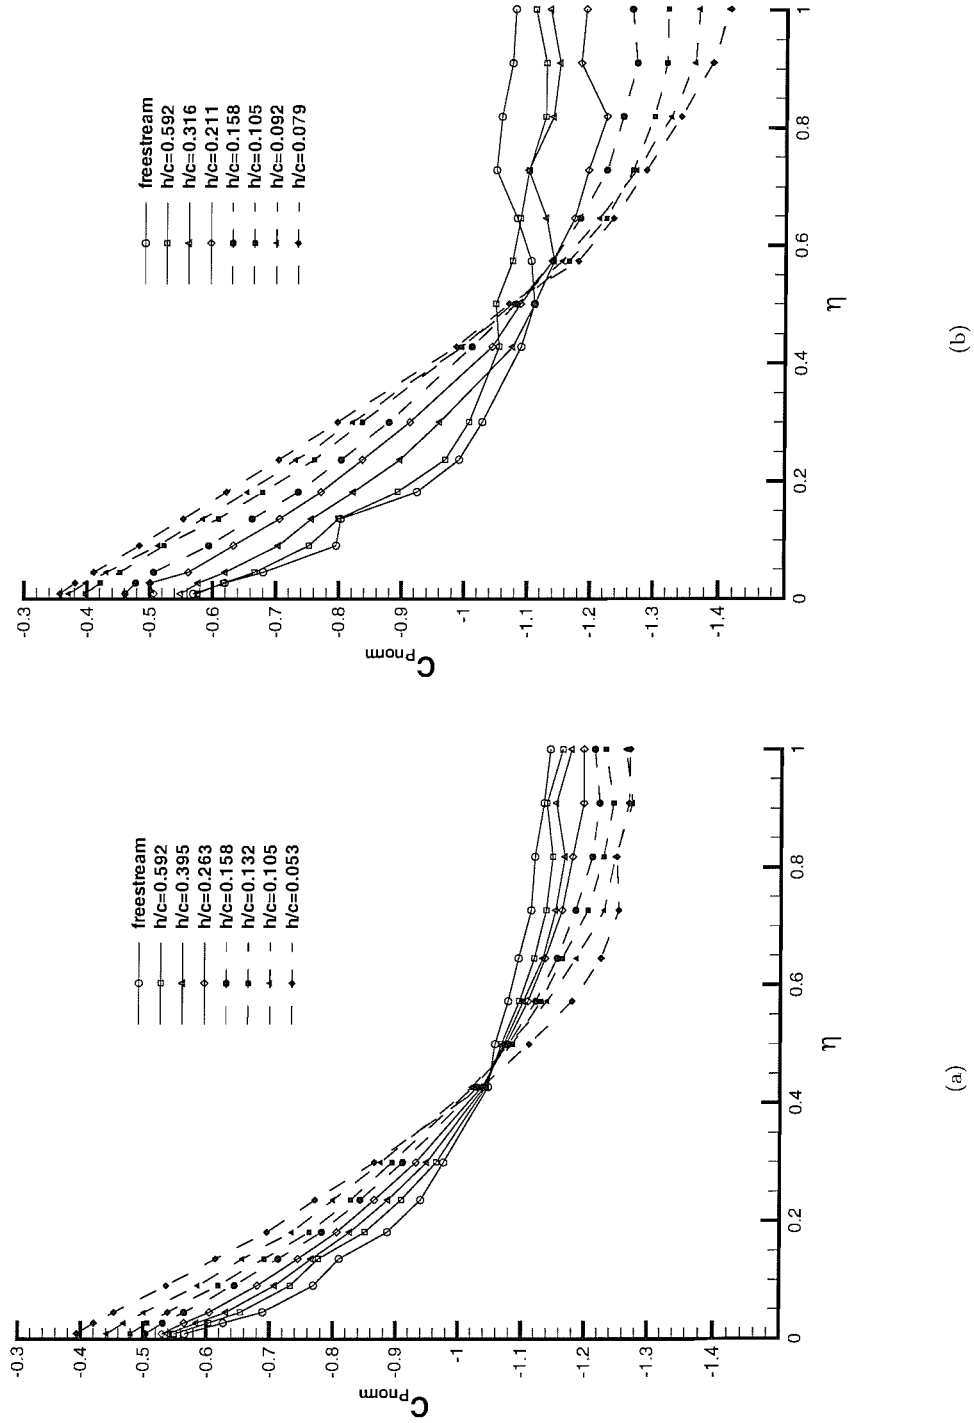 -0.3
-0.4
-0.5
-0.6
-0.7
-0.8
-0.9
-1
-1.1
-1.2
-1.3
-1.4
CPnorm
0
0.2
0.4
0.6
0.8
1
η
freestream
h/c=0.592
h/c=0.395
h/c=0.263
h/c=0.158
h/c=0.132
h/c=0.105
h/c=0.053
(a)
-0.3
-0.4
-0.5
-0.6
-0.7
-0.8
-0.9
-1
-1.1
-1.2
-1.3
-1.4
CPnorm
0
0.2
0.4
0.6
0.8
1
η
freestream
h/c=0.592
h/c=0.316
h/c=0.211
h/c=0.158
h/c=0.105
h/c=0.092
h/c=0.079
(b)